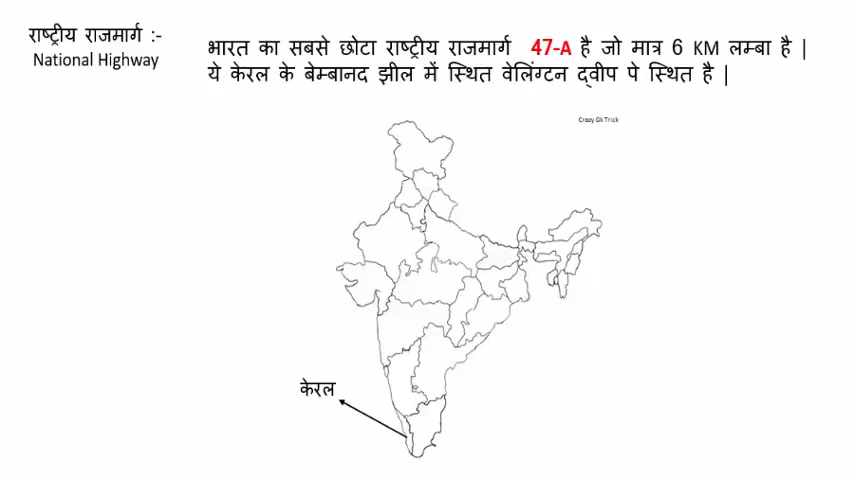 राष्ट्रीय राजमार्ग :-
National Highway
भारत का सबसे छोटा राष्ट्रीय राजमार्ग 47-A है जो मात्र 6 KM लम्बा है |
ये केरल के बेम्बानद झील में स्थित वेलिंग्टन द्वीप पे स्थित है |
Crazy Gk Trick
केरल